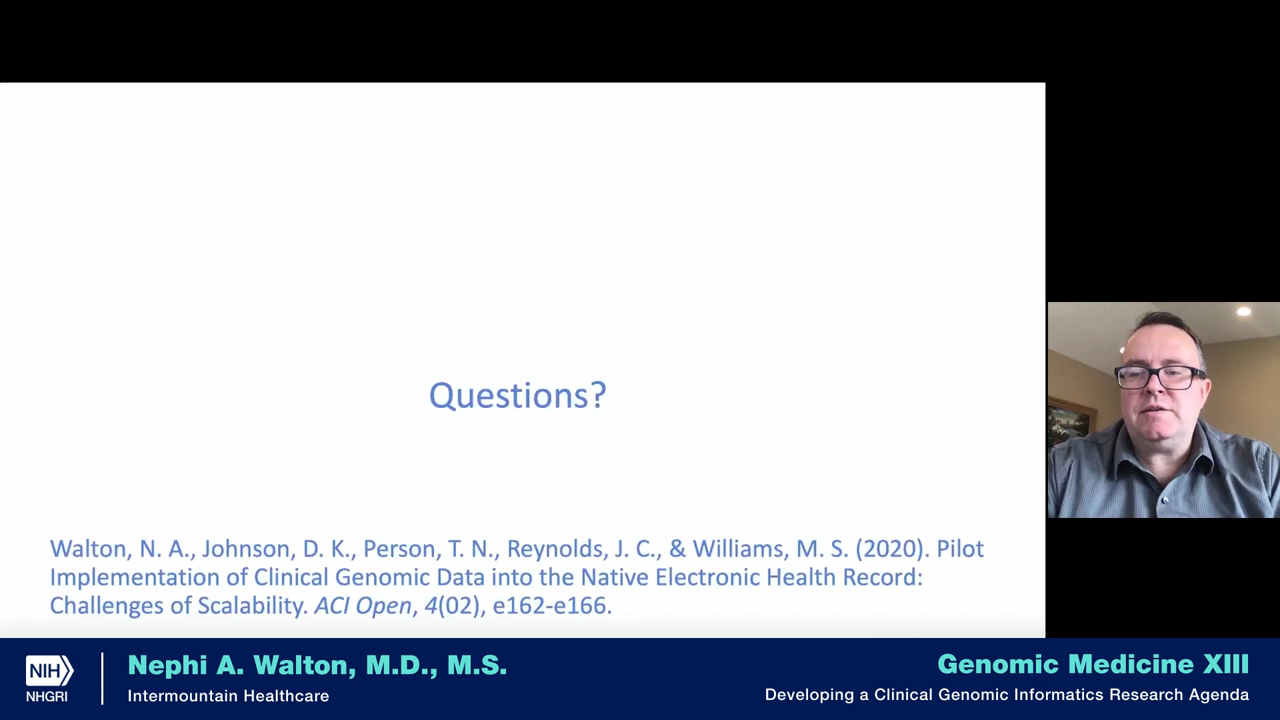 Questions?
Walton, N. A., Johnson, D. K., Person, T. N., Reynolds, J. C., & Williams, M. S. (2020). Pilot
Implementation of Clinical Genomic Data into the Native Electronic Health Record:
Challenges of Scalability. ACI Open, 4(02), e162-e166.
NIH
NHGRI
Nephi A. Walton, M.D., M.S.
Intermountain Healthcare
Genomic Medicine XIII
Developing a Clinical Genomic Informatics Research Agenda